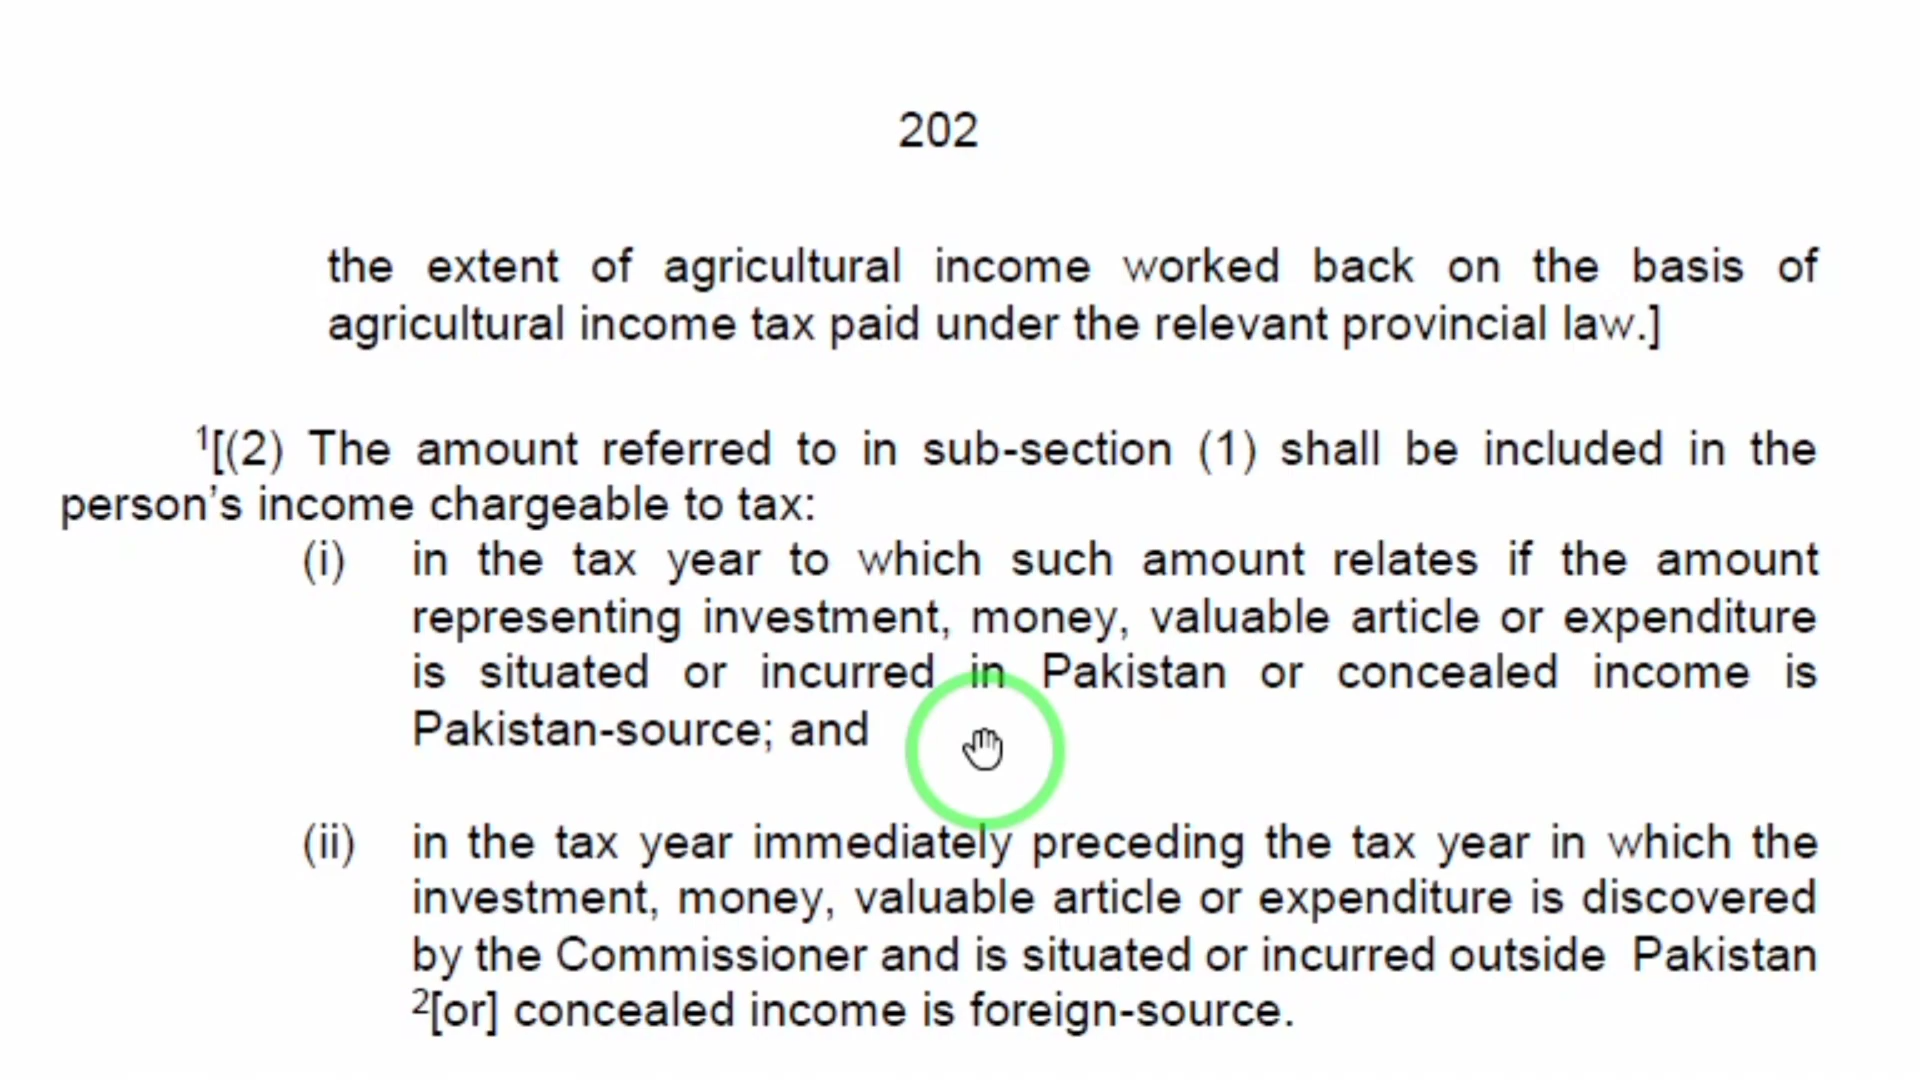 202
the extent of agricultural income worked back on the basis of
agricultural income tax paid under the relevant provincial law.]
¹[(2) The amount referred to in sub-section (1) shall be included in the
person’s income chargeable to tax:
(i) in the tax year to which such amount relates if the amount
representing investment, money, valuable article or expenditure
is situated or incurred in Pakistan or concealed income is
Pakistan-source; and
(ii) in the tax year immediately preceding the tax year in which the
investment, money, valuable article or expenditure is discovered
by the Commissioner and is situated or incurred outside Pakistan
²[or] concealed income is foreign-source.